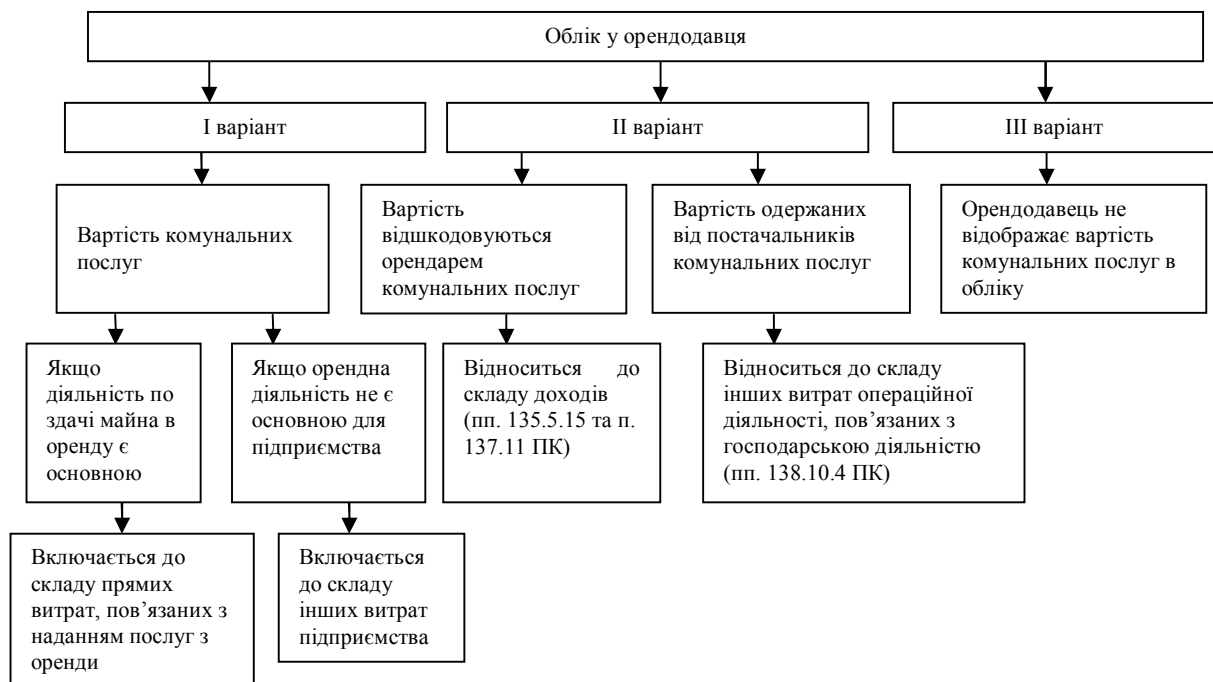 Облік у орендодавця
І варіант
ІІ варіант
ІІІ варіант
Вартість комунальних
послуг
Вартість
відшкодовуються
орендарем
комунальних послуг
Вартість одержаних
від постачальників
комунальних послуг
Орендодавець не
відображає вартість
комунальних послуг в
обліку
Якщо
діяльність по
здачі майна в
оренду є
основною
Якщо орендна
діяльність не є
основною для
підприємства
Відноситься до
складу доходів
(пп. 135.5.15 та п.
137.11 ПК)
Відноситься до складу
інших витрат операційної
діяльності, пов’язаних з
господарською діяльністю
(пп. 138.10.4 ПК)
Включається до
складу прямих
витрат, пов’язаних з
наданням послуг з
оренди
Включається
до складу
інших витрат
підприємства